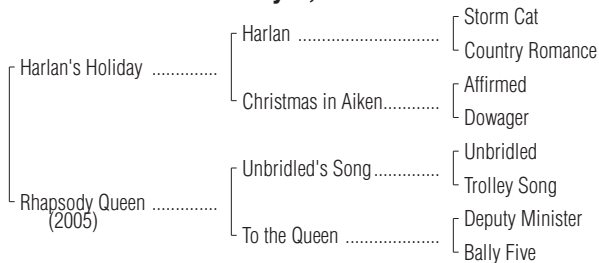 Storm Cat
Harlan ............................
Country Romance
Harlan's Holiday .............
Affirmed
Christmas in Aiken...........
Dowager
Unbridled
Unbridled's Song.............
Trolley Song
Rhapsody Queen .............
(2005)
Deputy Minister
To the Queen ..................
Bally Five